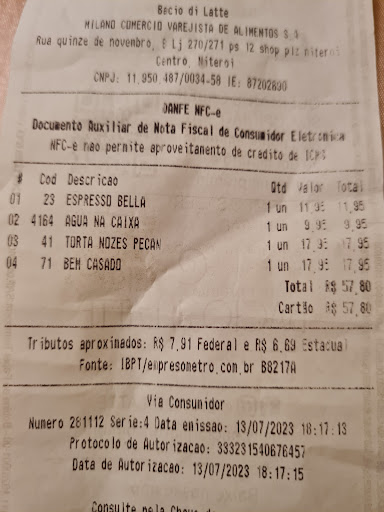 Bacio di Latte
MILANO COMERCIO VAREJISTA DE ALIMENTOS S A
Rua quinze de novembro, 8 Lj 270/271 ps 12 shop plz niteroi
Centro, Niteroi
CNPJ: 11.950.487/0034-58 IE: 87202890
DANFE NFC-e
Documento Auxiliar de Nota Fiscal de Consumidor Eletronica
NFC-e nao permite aproveitamento de credito de ICMS
# Cod Descricao Qtd Valor Total
01 23 ESPRESSO BELLA 1 un 11,95 11,95
02 4164 AGUA NA CAIXA 1 un 9,95 9,95
03 41 TORTA NOZES PECAN 1 un 17,95 17,95
04 71 BEM CASADO 1 un 17,95 17,95
Total R$ 57,80
Cartão R$ 57,80
Tributos aproximados: R$ 7,91 Federal e R$ 6,69 Estadual
Fonte: IBPT/empresometro.com.br B8217A
Via Consumidor
Numero 281112 Serie:4 Data emissao: 13/07/2023 18:17:13
Protocolo de Autorizacao: 333231540676457
Data de Autorizacao: 13/07/2023 18:17:15
Consulte pela Chave de